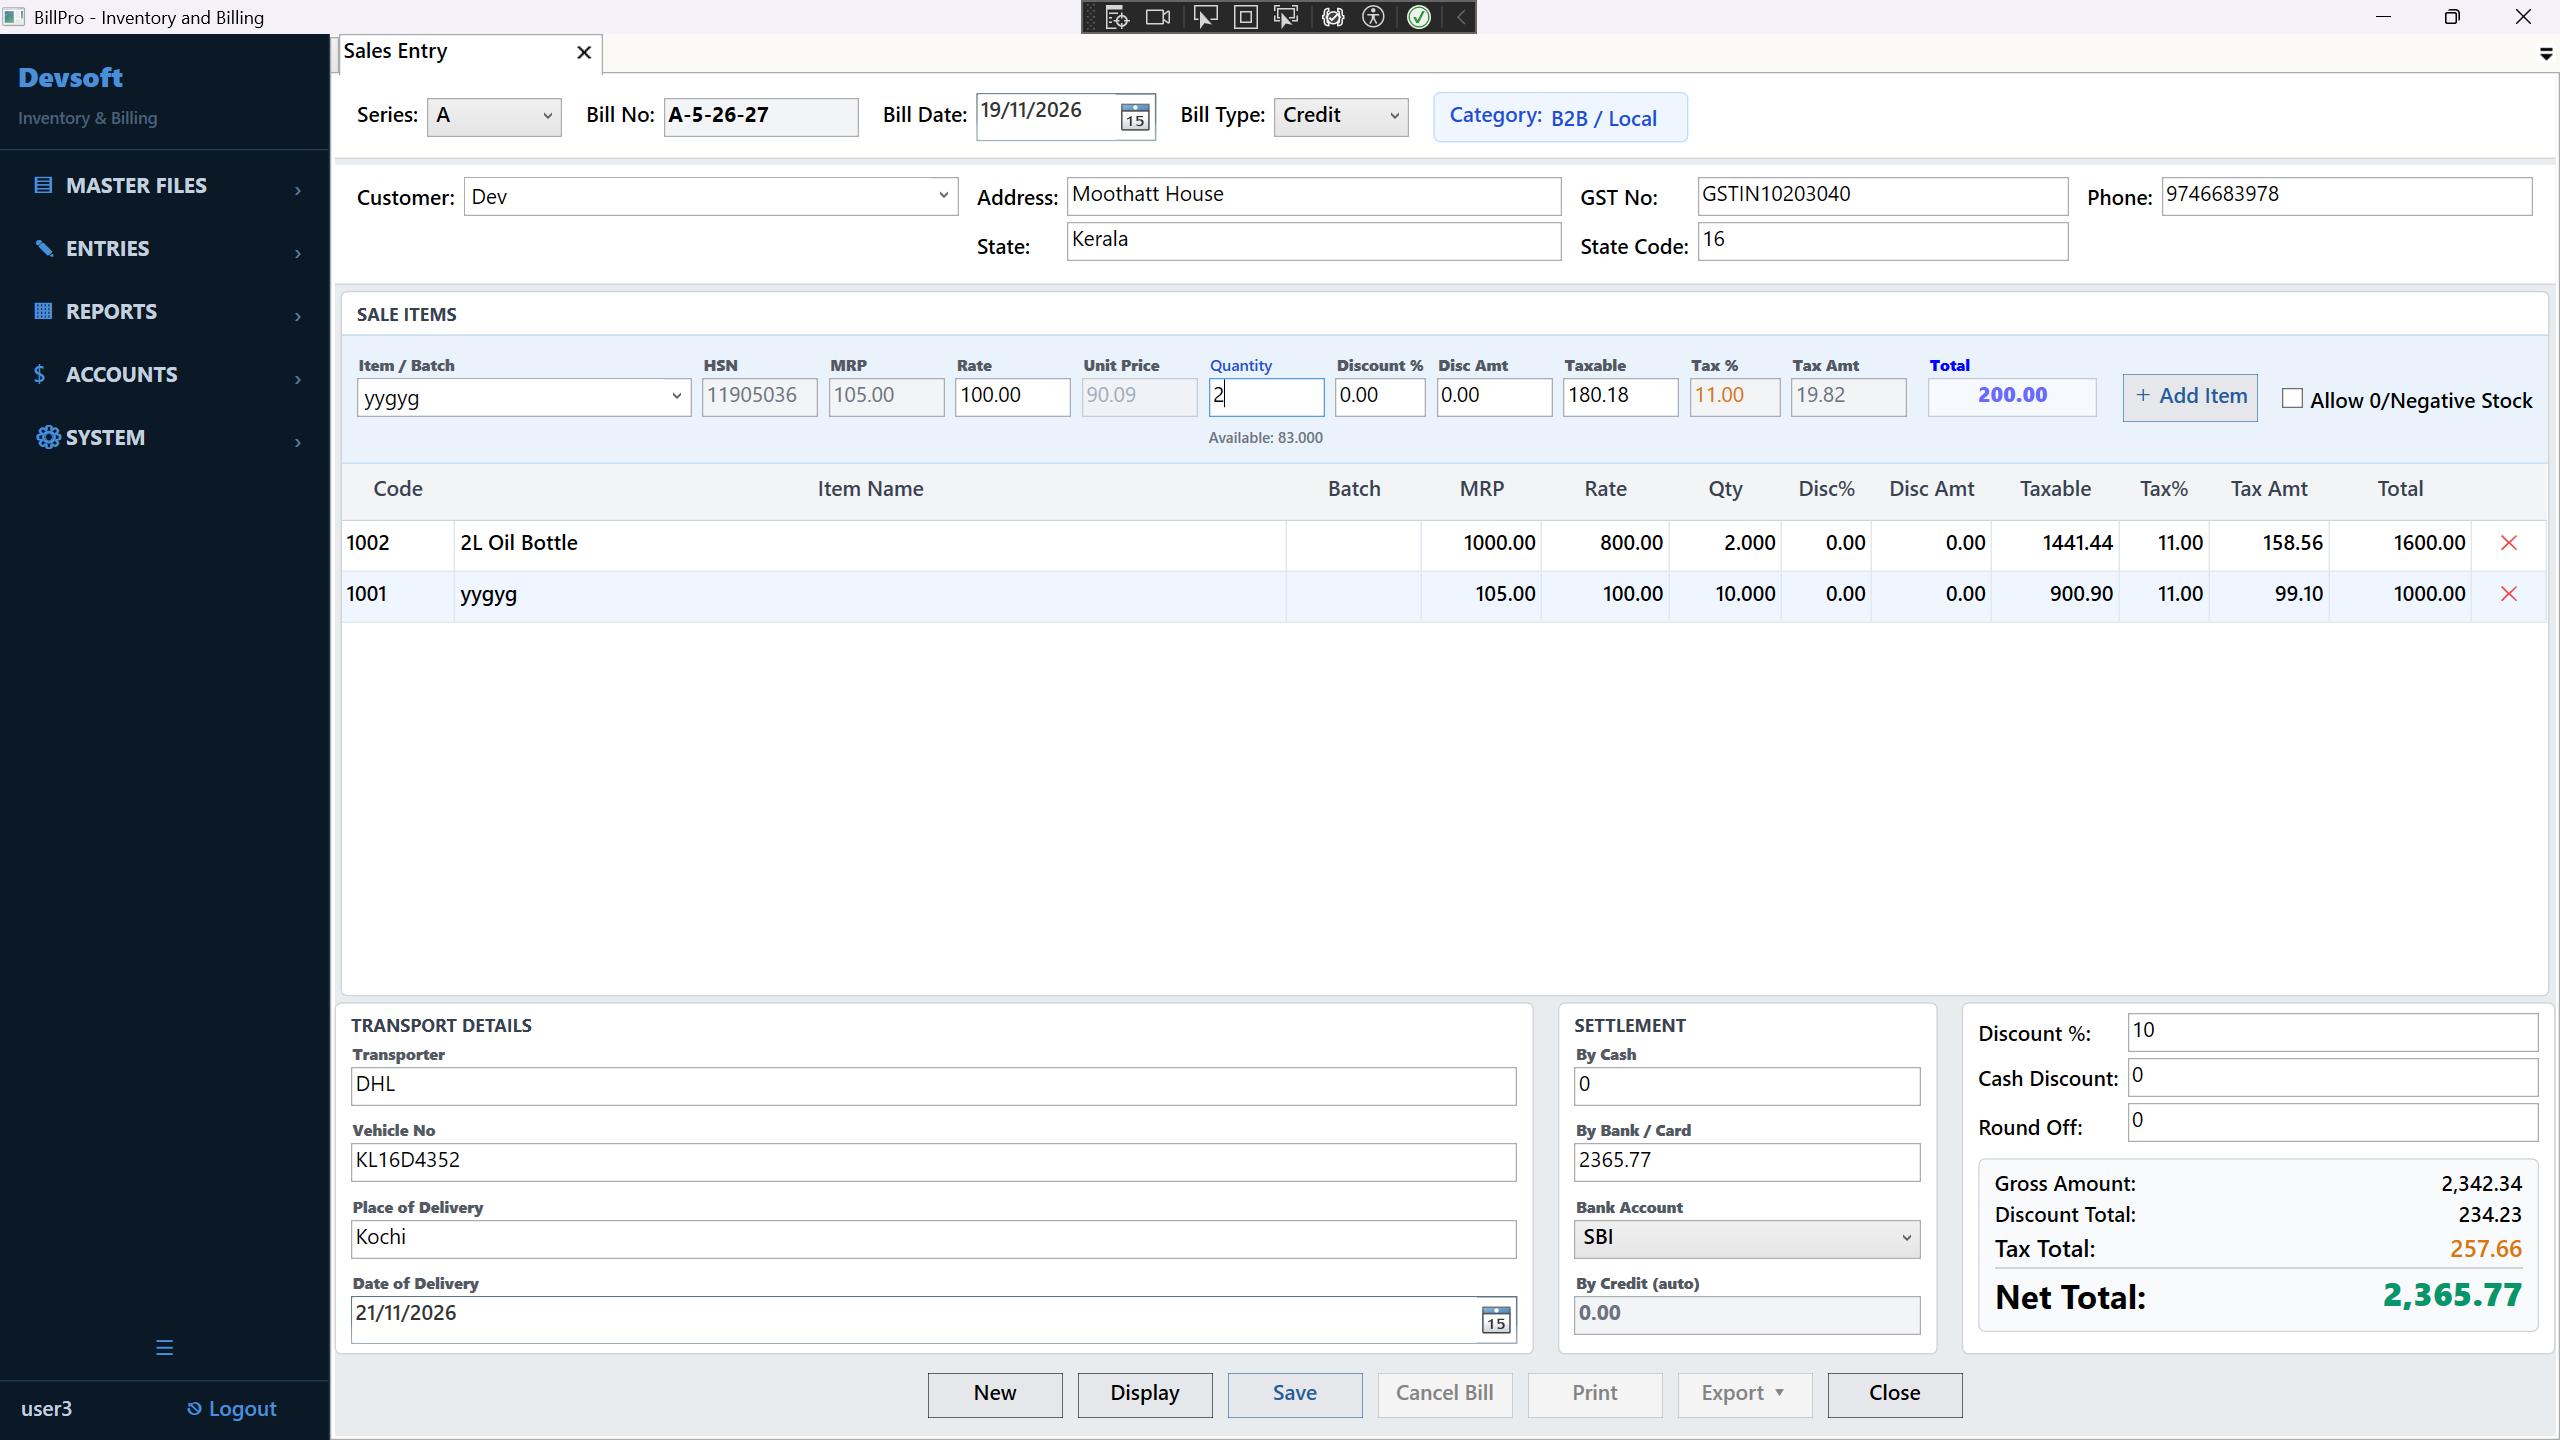 BillPro - Inventory and Billing
Devsoft
Inventory & Billing
MASTER FILES
ENTRIES
REPORTS
ACCOUNTS
$ SYSTEM
user3
Logout
Sales Entry
Series: A Bill No: A-5-26-27 Bill Date: 19/11/2026 15 Bill Type: Credit Category: B2B / Local
Customer: Dev Address: Moothatt House GST No: GSTIN10203040 Phone: 9746683978
State: Kerala State Code: 16
SALE ITEMS
Item / Batch HSN MRP Rate Unit Price Quantity Discount % Disc Amt Taxable Tax % Tax Amt Total
yygyg 11905036 105.00 100.00 90.09 2 0.00 0.00 180.18 11.00 19.82 200.00 + Add Item Allow 0/Negative Stock
Available: 83.000
Code Item Name Batch MRP Rate Qty Disc% Disc Amt Taxable Tax% Tax Amt Total
1002 2L Oil Bottle 1000.00 800.00 2.000 0.00 0.00 1441.44 11.00 158.56 1600.00
1001 yygyg 105.00 100.00 10.000 0.00 0.00 900.90 11.00 99.10 1000.00
TRANSPORT DETAILS
Transporter
DHL
Vehicle No
KL16D4352
Place of Delivery
Kochi
Date of Delivery
21/11/2026 15
SETTLEMENT
By Cash
0
By Bank / Card
2365.77
Bank Account
SBI
By Credit (auto)
0.00
Discount %: 10
Cash Discount: 0
Round Off: 0
Gross Amount: 2,342.34
Discount Total: 234.23
Tax Total: 257.66
Net Total: 2,365.77
New Display Save Cancel Bill Print Export Close